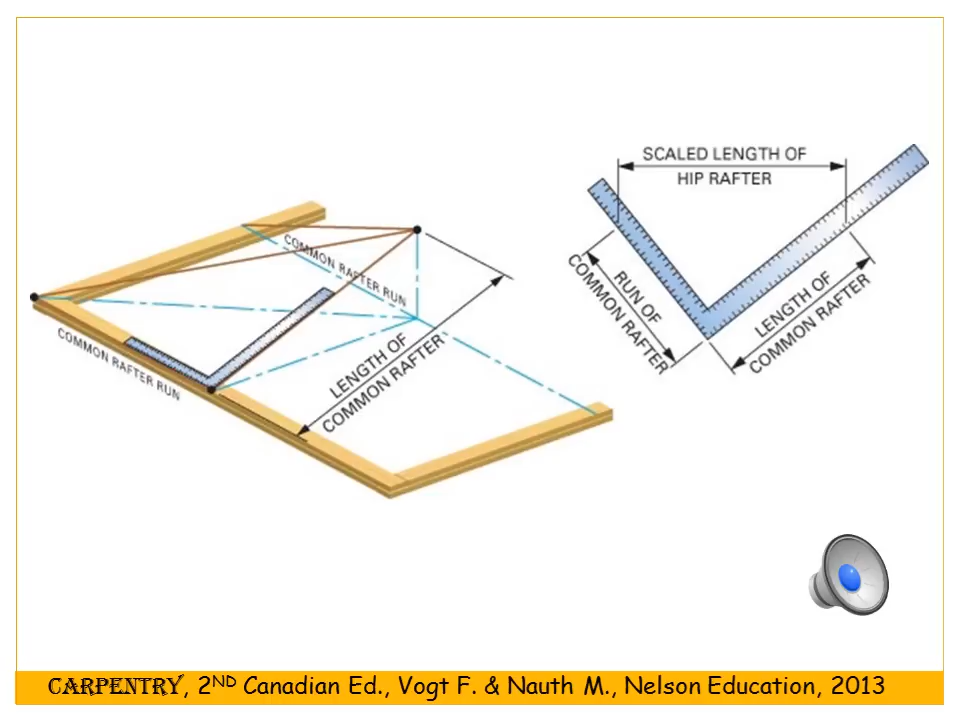 COMMON RAFTER RUN
COMMON RAFTER RUN
LENGTH OF
COMMON RAFTER
SCALED LENGTH OF
HIP RAFTER
RUN OF
COMMON RAFTER
LENGTH OF
COMMON RAFTER
CARPENTRY, 2ND Canadian Ed., Vogt F. & Nauth M., Nelson Education, 2013